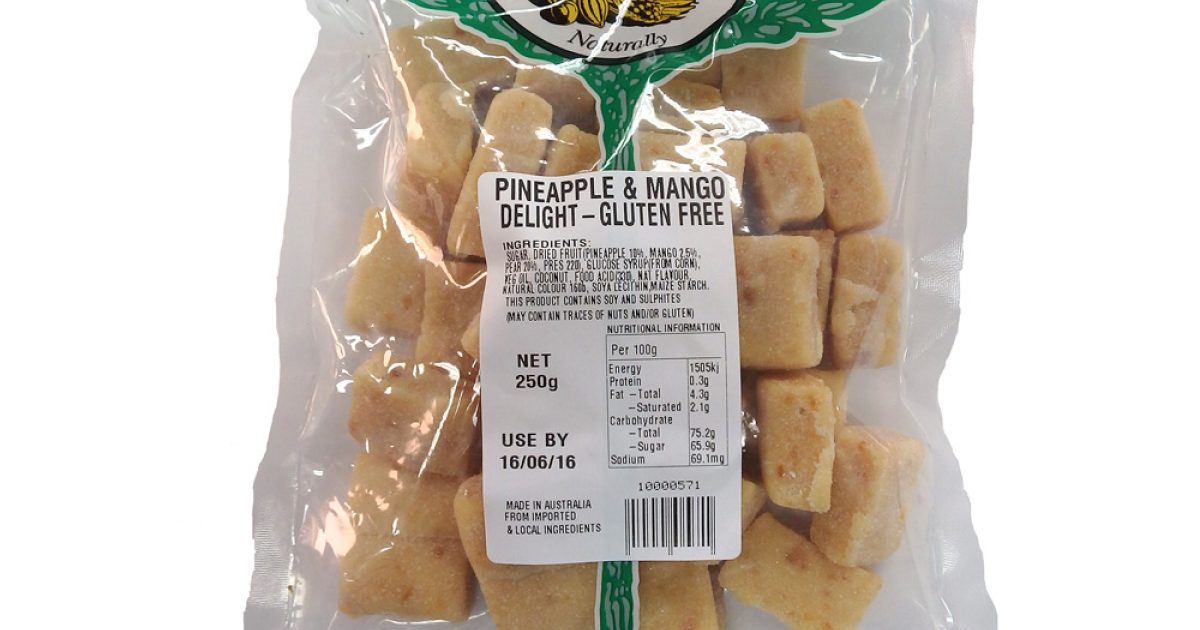 Naturally
PINEAPPLE & MANGO
DELIGHT – GLUTEN FREE
INGREDIENTS:
SUGAR, DRIED FRUIT(PINEAPPLE 10%, MANGO 2.5%,
PEAR 20%, PRES 220), GLUCOSE SYRUP(FROM CORN),
VEG OIL, COCONUT, FOOD ACID(330), NAT FLAVOUR,
NATURAL COLOUR 160b, SOYA LECITHIN,MAIZE STARCH.
THIS PRODUCT CONTAINS SOY AND SULPHITES
(MAY CONTAIN TRACES OF NUTS AND/OR GLUTEN)
NUTRITIONAL INFORMATION
Per 100g
Energy 1505kj
Protein 0.3g
Fat –Total 4.3g
–Saturated 2.1g
Carbohydrate
–Total 75.2g
–Sugar 65.9g
Sodium 69.1mg
NET
250g
USE BY
16/06/16
10000571
MADE IN AUSTRALIA
FROM IMPORTED
& LOCAL INGREDIENTS